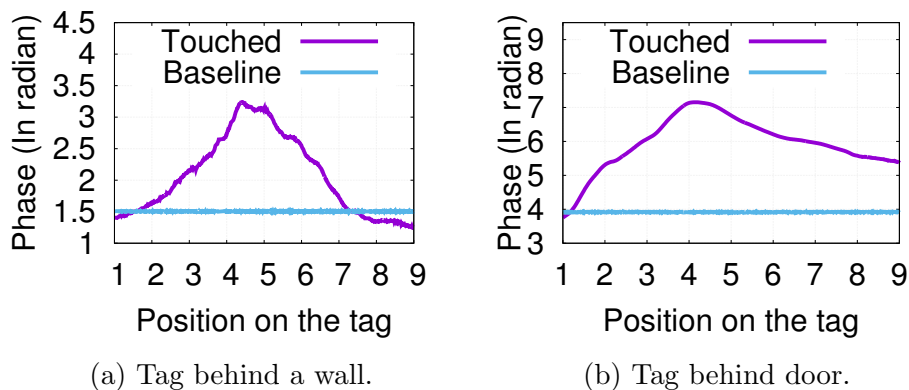 4.5
4
3.5
3
2.5
2
1.5
1
Phase (In radian)
Touched
Baseline
1 2 3 4 5 6 7 8 9
Position on the tag
(a) Tag behind a wall.
9
8
7
6
5
4
3
Phase (In radian)
Touched
Baseline
1 2 3 4 5 6 7 8 9
Position on the tag
(b) Tag behind door.